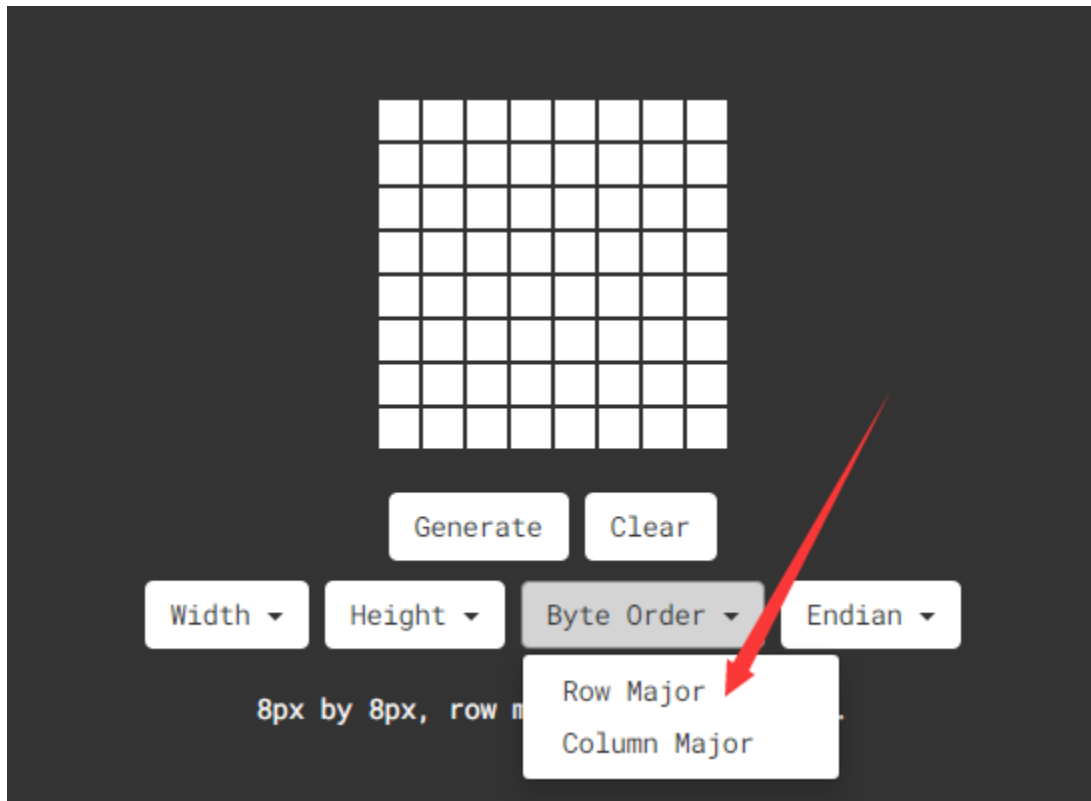 Generate Clear
Width Height Byte Order Endian
Row Major
8px by 8px, row
Column Major